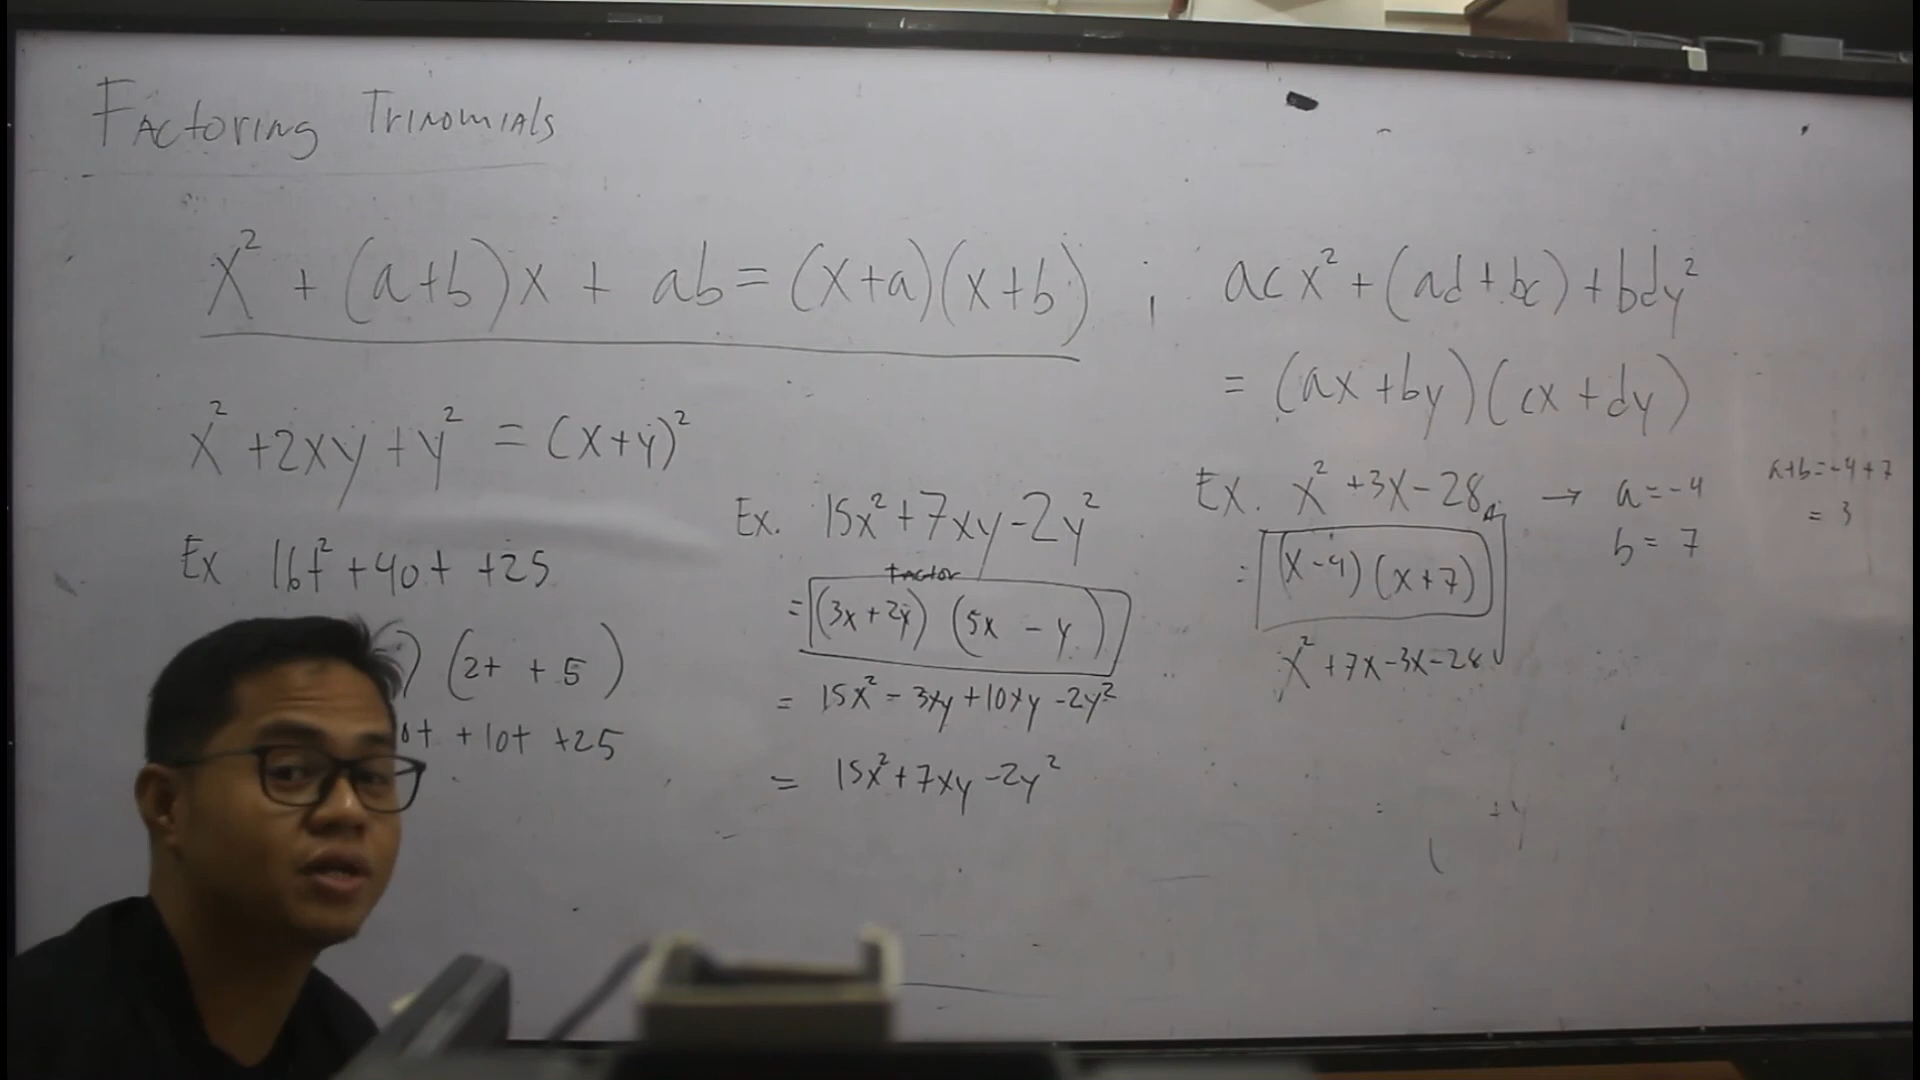 Factoring Trinomials
x² + (a+b)x + ab = (x+a)(x+b) ; acx² + (ad+bc) + bdy²
= (ax+by)(cx+dy)
x² + 2xy + y² = (x+y)²
Ex 16t² + 40t + 25
) (2t + 5)
0t + 10t + 25
Ex. 15x² + 7xy - 2y²
factor
= (3x+2y) (5x - y)
= 15x² - 3xy + 10xy - 2y²
= 15x² + 7xy - 2y²
Ex. x² + 3x - 28 → a = -4
b = 7
a+b = -4+7
= 3
= (x-4)(x+7)
x² + 7x - 3x - 28